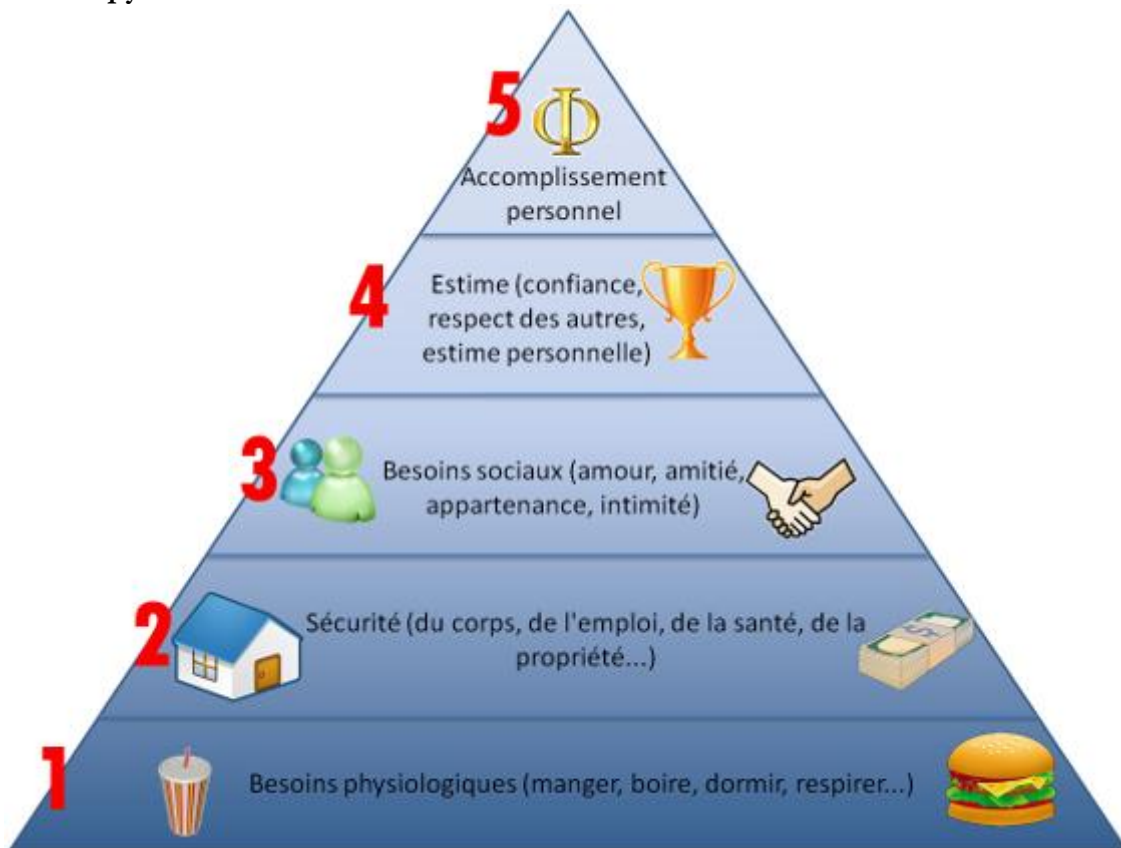 5
Φ
Accomplissement
personnel
4
Estime (confiance,
respect des autres,
estime personnelle)
3
Besoins sociaux (amour, amitié,
appartenance, intimité)
2
Sécurité (du corps, de l'emploi, de la santé, de la
propriété...)
1
Besoins physiologiques (manger, boire, dormir, respirer...)